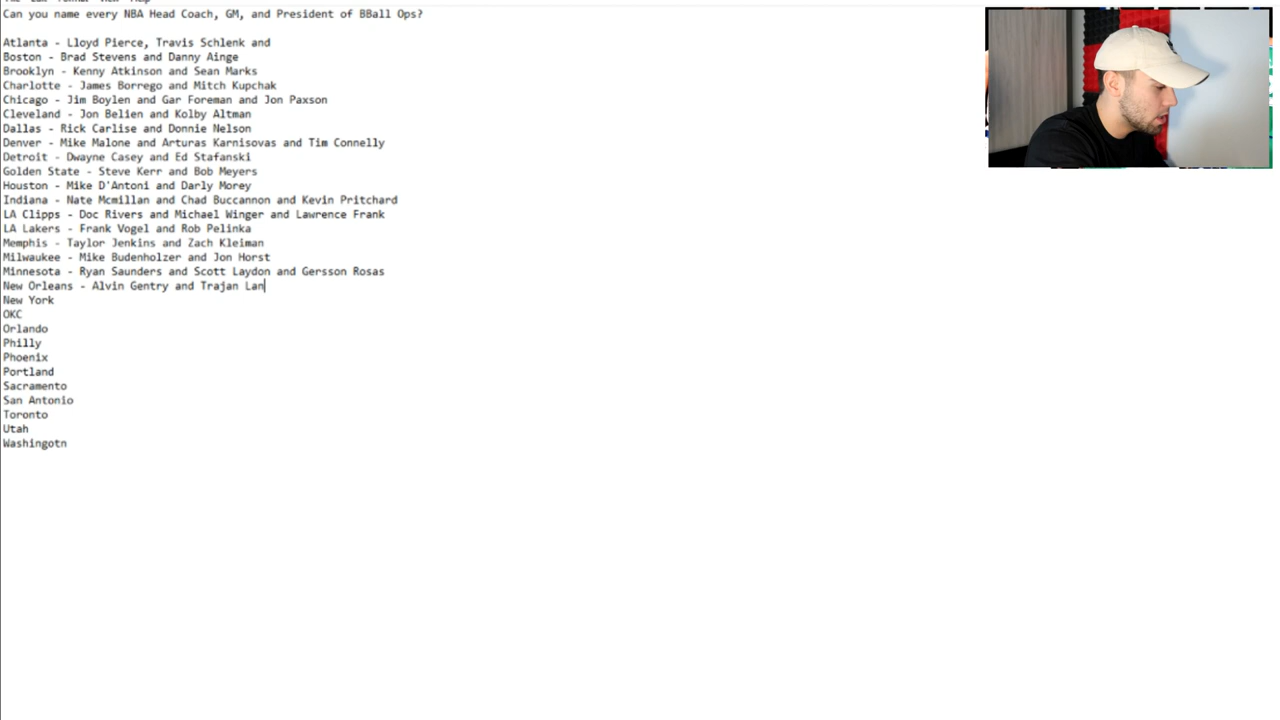 Can you name every NBA Head Coach, GM, and President of BBall Ops?
Atlanta - Lloyd Pierce, Travis Schlenk and
Boston - Brad Stevens and Danny Ainge
Brooklyn - Kenny Atkinson and Sean Marks
Charlotte - James Borrego and Mitch Kupchak
Chicago - Jim Boylen and Gar Foreman and Jon Paxson
Cleveland - Jon Belien and Kolby Altman
Dallas - Rick Carlise and Donnie Nelson
Denver - Mike Malone and Arturas Karnisovas and Tim Connelly
Detroit - Dwayne Casey and Ed Stafanski
Golden State - Steve Kerr and Bob Meyers
Houston - Mike D'Antoni and Darly Morey
Indiana - Nate Mcmillan and Chad Buccannon and Kevin Pritchard
LA Clipps - Doc Rivers and Michael Winger and Lawrence Frank
LA Lakers - Frank Vogel and Rob Pelinka
Memphis - Taylor Jenkins and Zach Kleiman
Milwaukee - Mike Budenholzer and Jon Horst
Minnesota - Ryan Saunders and Scott Laydon and Gersson Rosas
New Orleans - Alvin Gentry and Trajan Lan
New York
OKC
Orlando
Philly
Phoenix
Portland
Sacramento
San Antonio
Toronto
Utah
Washingotn